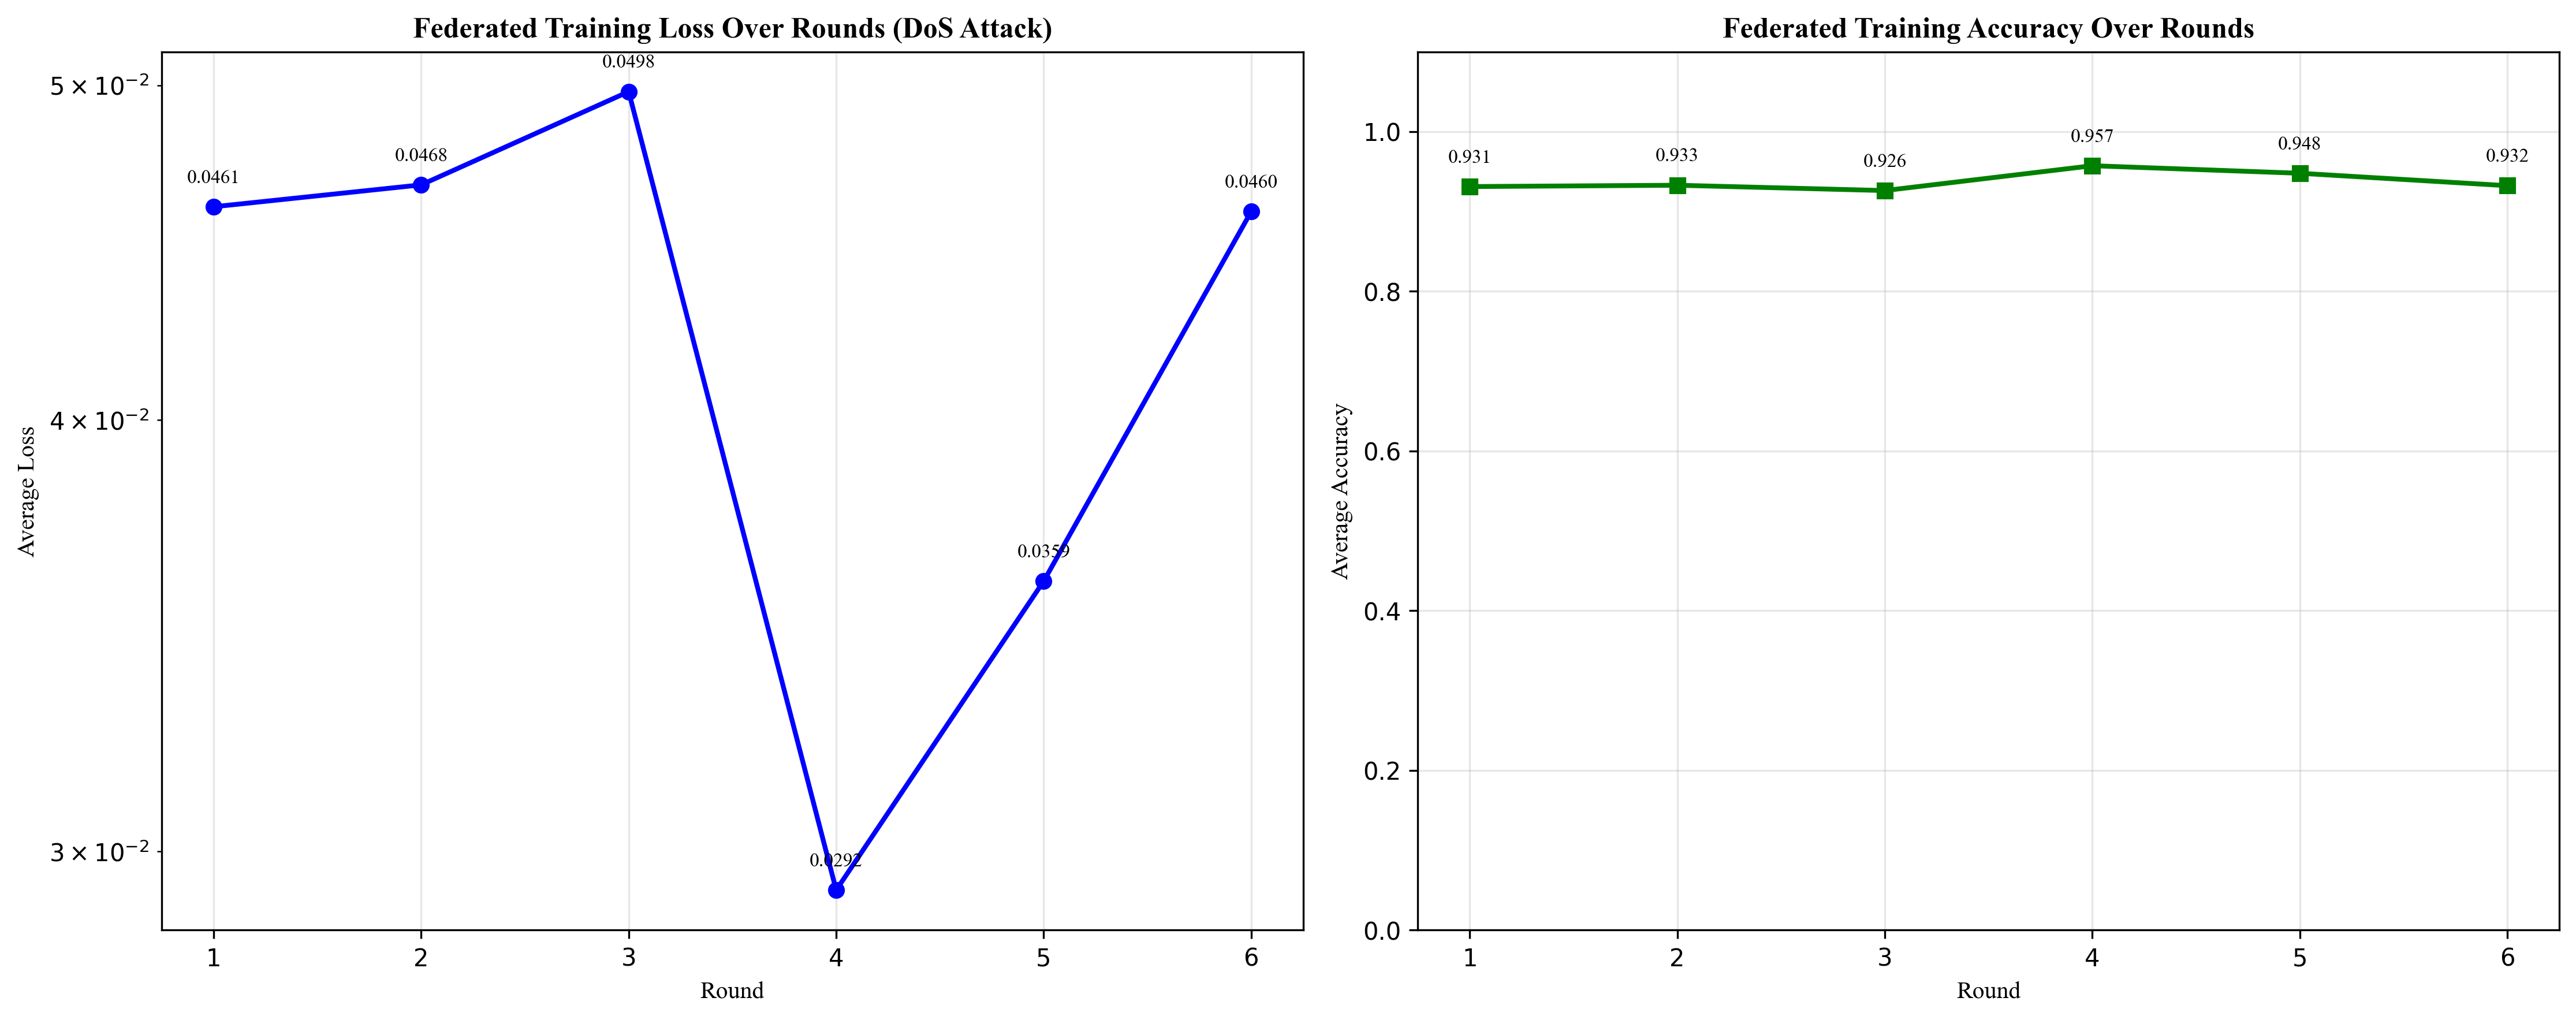 Federated Training Loss Over Rounds (DoS Attack)
Average Loss
5 × 10⁻²
4 × 10⁻²
3 × 10⁻²
0.0461
0.0468
0.0498
0.0292
0.0359
0.0460
1 2 3 4 5 6
Round
Federated Training Accuracy Over Rounds
Average Accuracy
1.0
0.8
0.6
0.4
0.2
0.0
0.931
0.933
0.926
0.957
0.948
0.932
1 2 3 4 5 6
Round